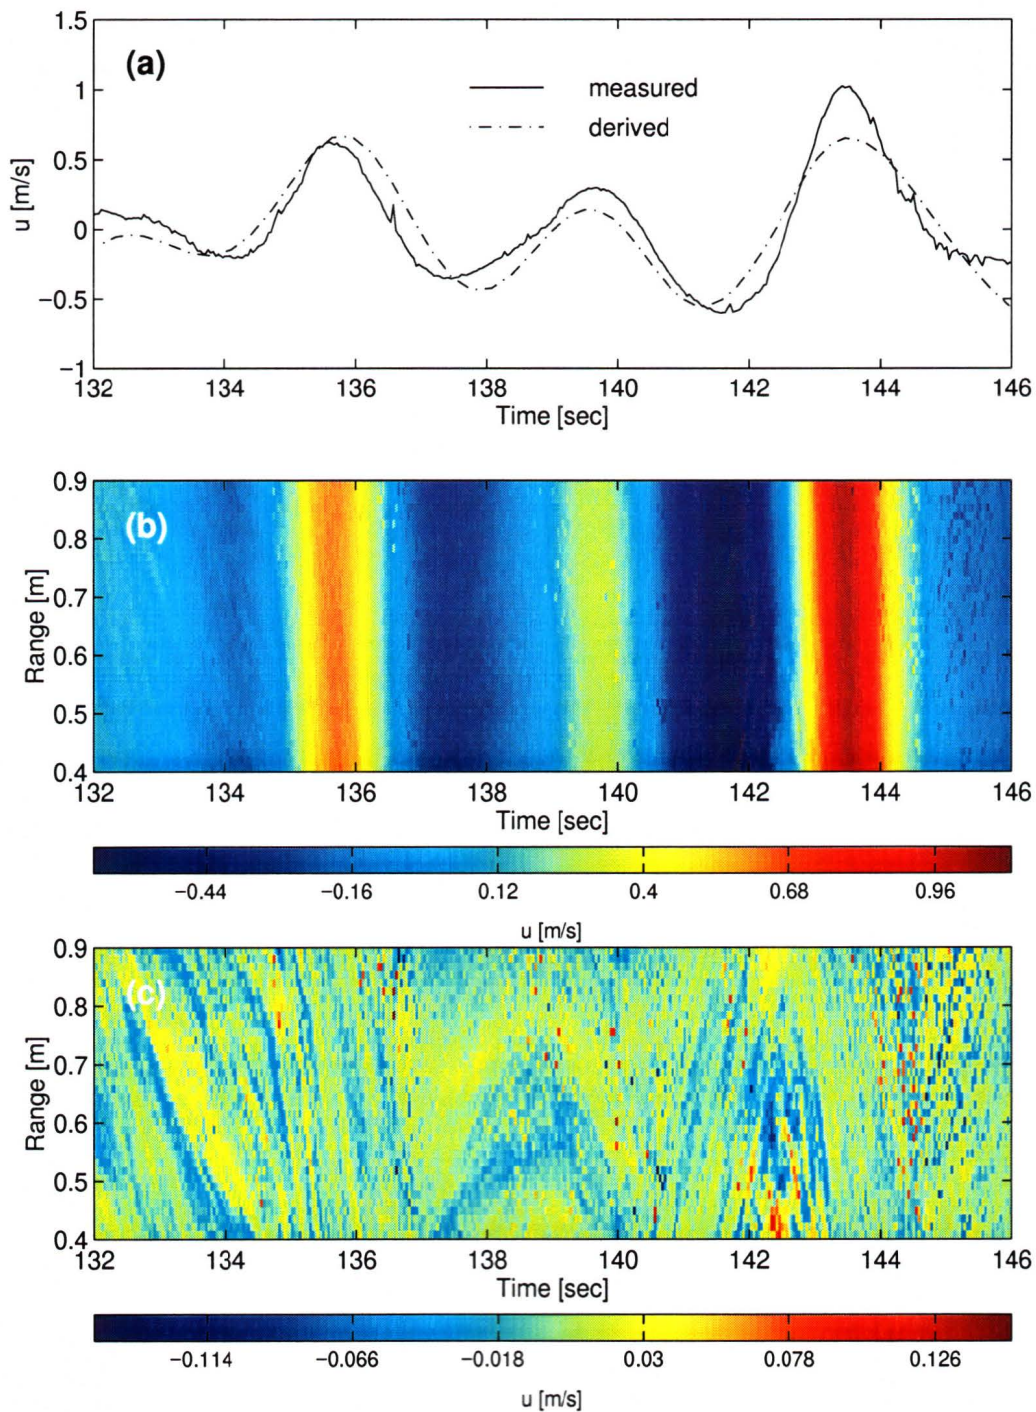 1.5
(a)
1
measured
derived
0.5
u [m/s]
0
−0.5
−1
132 134 136 138 140 142 144 146
Time [sec]
0.9
(b)
0.8
0.7
Range [m]
0.6
0.5
0.4
132 134 136 138 140 142 144 146
Time [sec]
−0.44 −0.16 0.12 0.4 0.68 0.96
u [m/s]
0.9
(c)
0.8
0.7
Range [m]
0.6
0.5
0.4
132 134 136 138 140 142 144 146
Time [sec]
−0.114 −0.066 −0.018 0.03 0.078 0.126
u [m/s]